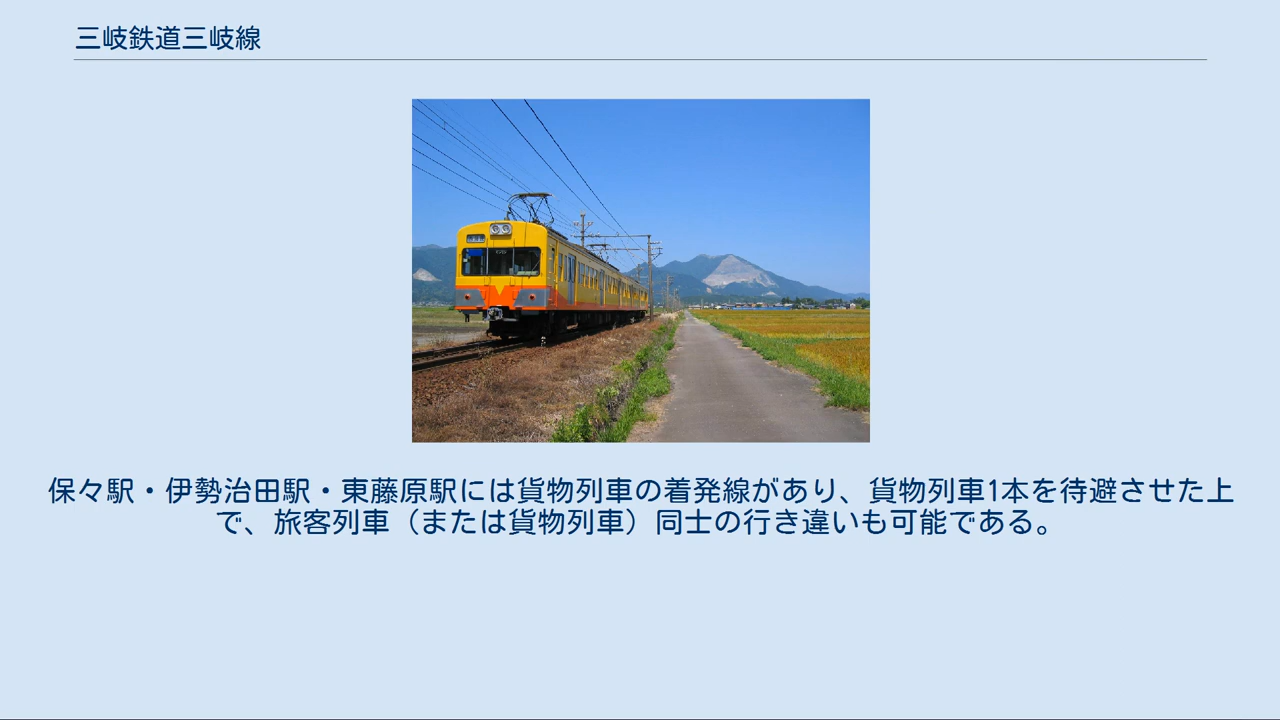 三岐鉄道三岐線
保々駅・伊勢治田駅・東藤原駅には貨物列車の着発線があり、貨物列車1本を待避させた上
で、旅客列車（または貨物列車）同士の行き違いも可能である。